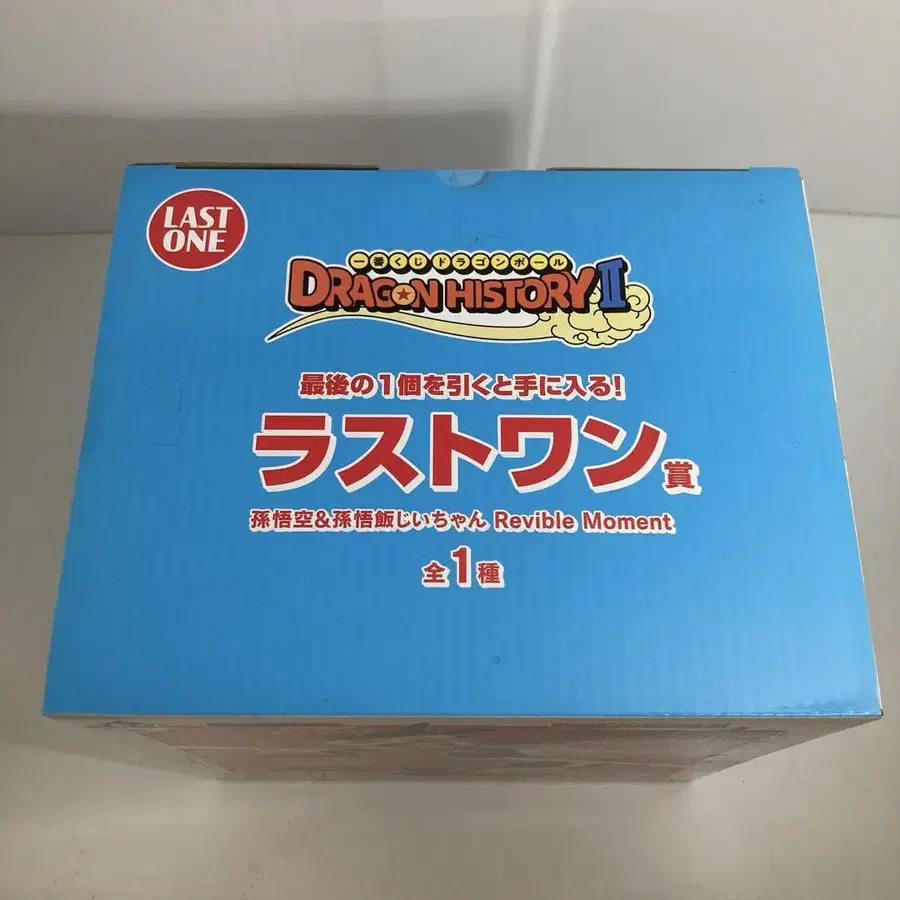 LAST
ONE
一番くじ ドラゴンボール
DRAGON HISTORY II
最後の1個を引くと手に入る!
ラストワン賞
孫悟空&孫悟飯じいちゃん Revible Moment
全1種